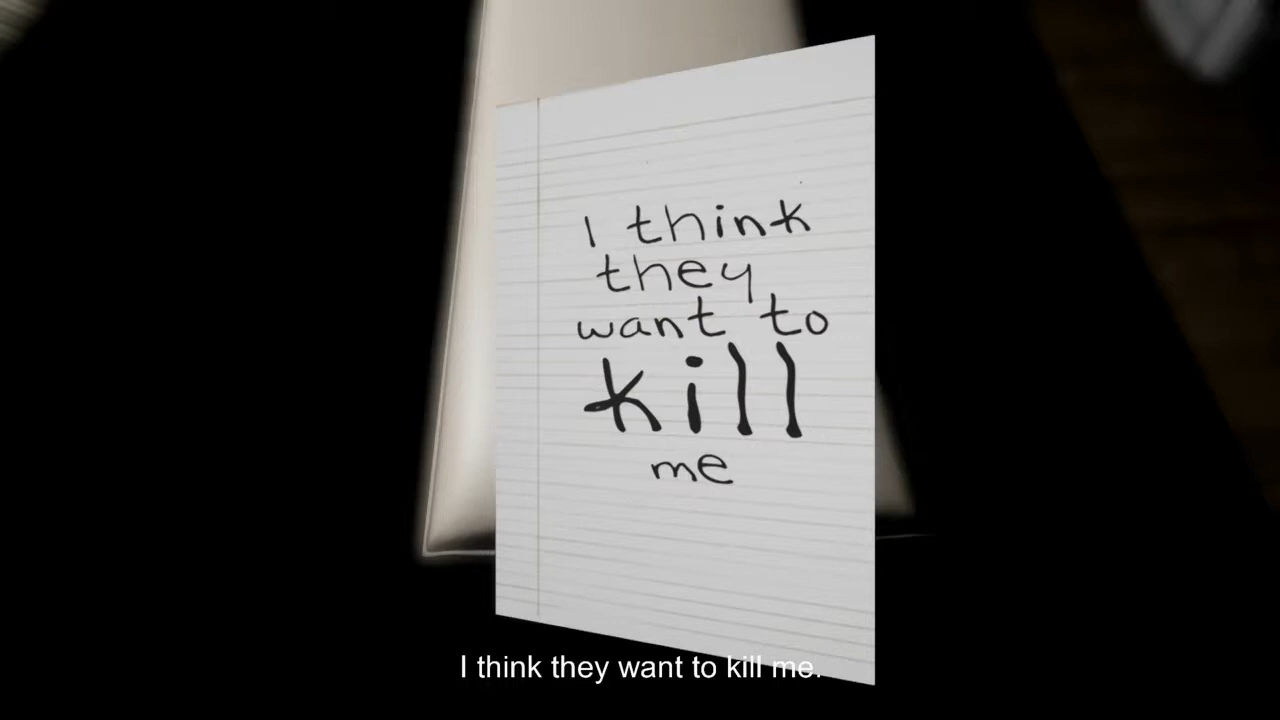 I think
they
want to
kill
me
I think they want to kill me.